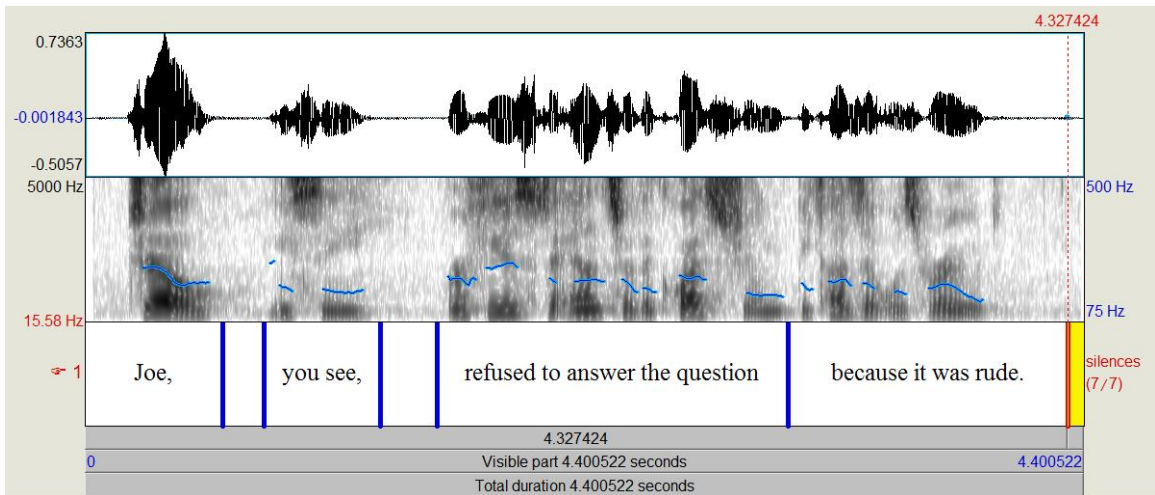 4.327424
0.7363
-0.001843
-0.5057
5000 Hz 500 Hz
15.58 Hz 75 Hz
☞ 1 Joe, you see, refused to answer the question because it was rude. silences
(7/7)
4.327424
0 Visible part 4.400522 seconds 4.400522
Total duration 4.400522 seconds